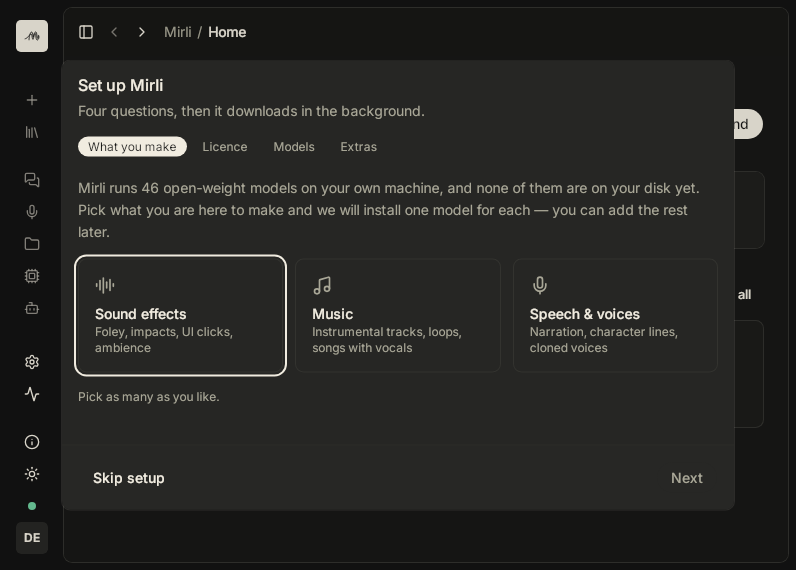 Mirli / Home
Set up Mirli
Four questions, then it downloads in the background.
What you make Licence Models Extras
Mirli runs 46 open-weight models on your own machine, and none of them are on your disk yet.
Pick what you are here to make and we will install one model for each — you can add the rest
later.
Sound effects
Foley, impacts, UI clicks,
ambience
Music
Instrumental tracks, loops,
songs with vocals
Speech & voices
Narration, character lines,
cloned voices
Pick as many as you like.
Skip setup
Next
all
DE